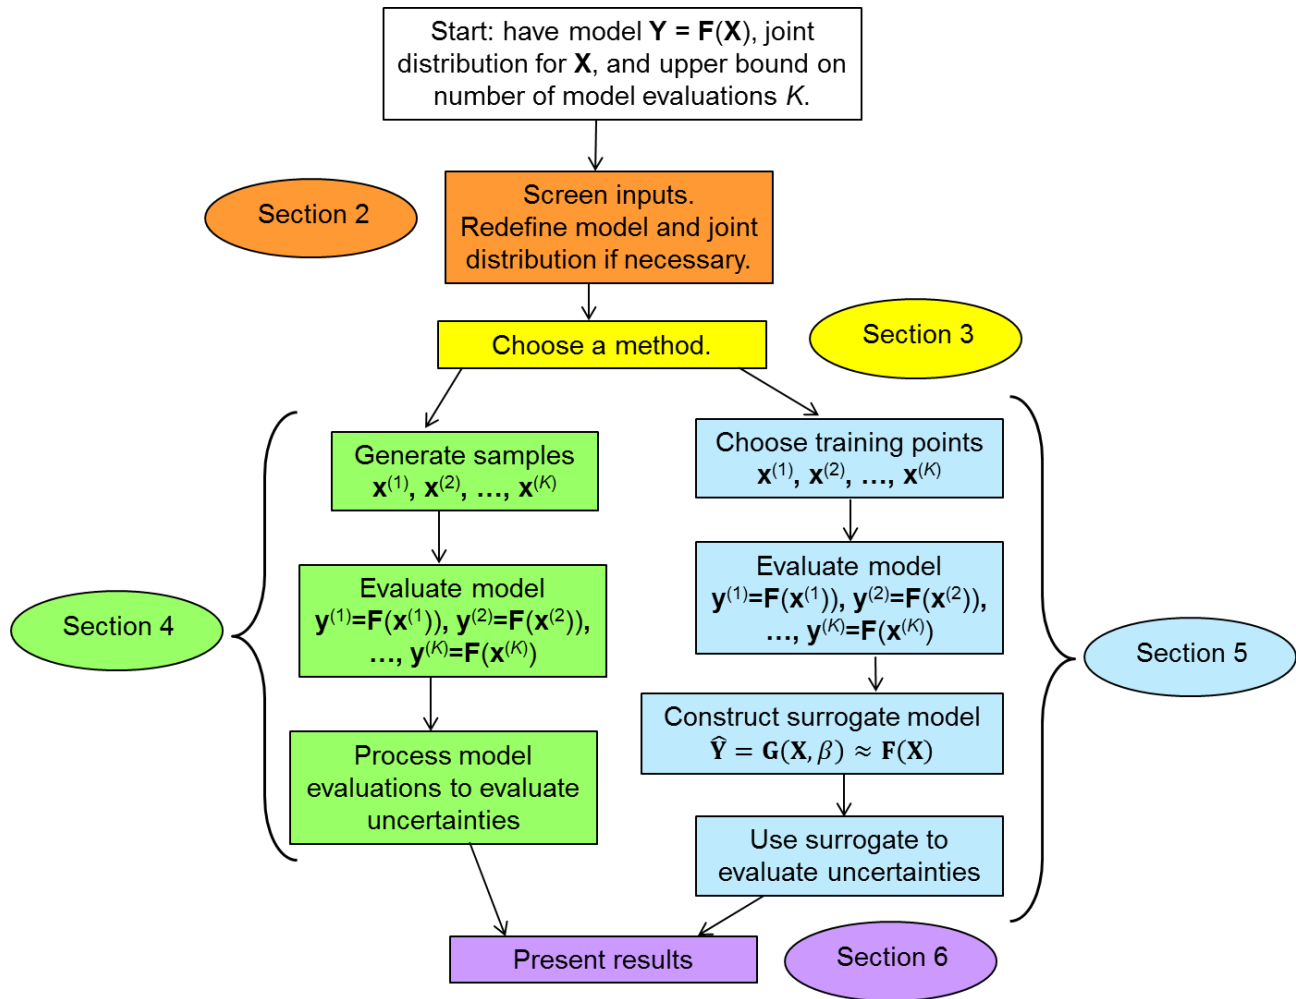 Start: have model Y = F(X), joint
distribution for X, and upper bound on
number of model evaluations K.
Section 2
Screen inputs.
Redefine model and joint
distribution if necessary.
Section 3
Choose a method.
Generate samples
x⁽¹⁾, x⁽²⁾, ..., x⁽ᴷ⁾
Evaluate model
y⁽¹⁾=F(x⁽¹⁾), y⁽²⁾=F(x⁽²⁾),
..., y⁽ᴷ⁾=F(x⁽ᴷ⁾)
Section 4
Process model
evaluations to evaluate
uncertainties
Choose training points
x⁽¹⁾, x⁽²⁾, ..., x⁽ᴷ⁾
Evaluate model
y⁽¹⁾=F(x⁽¹⁾), y⁽²⁾=F(x⁽²⁾),
..., y⁽ᴷ⁾=F(x⁽ᴷ⁾)
Section 5
Construct surrogate model
Ŷ = G(X, β) ≈ F(X)
Use surrogate to
evaluate uncertainties
Present results
Section 6